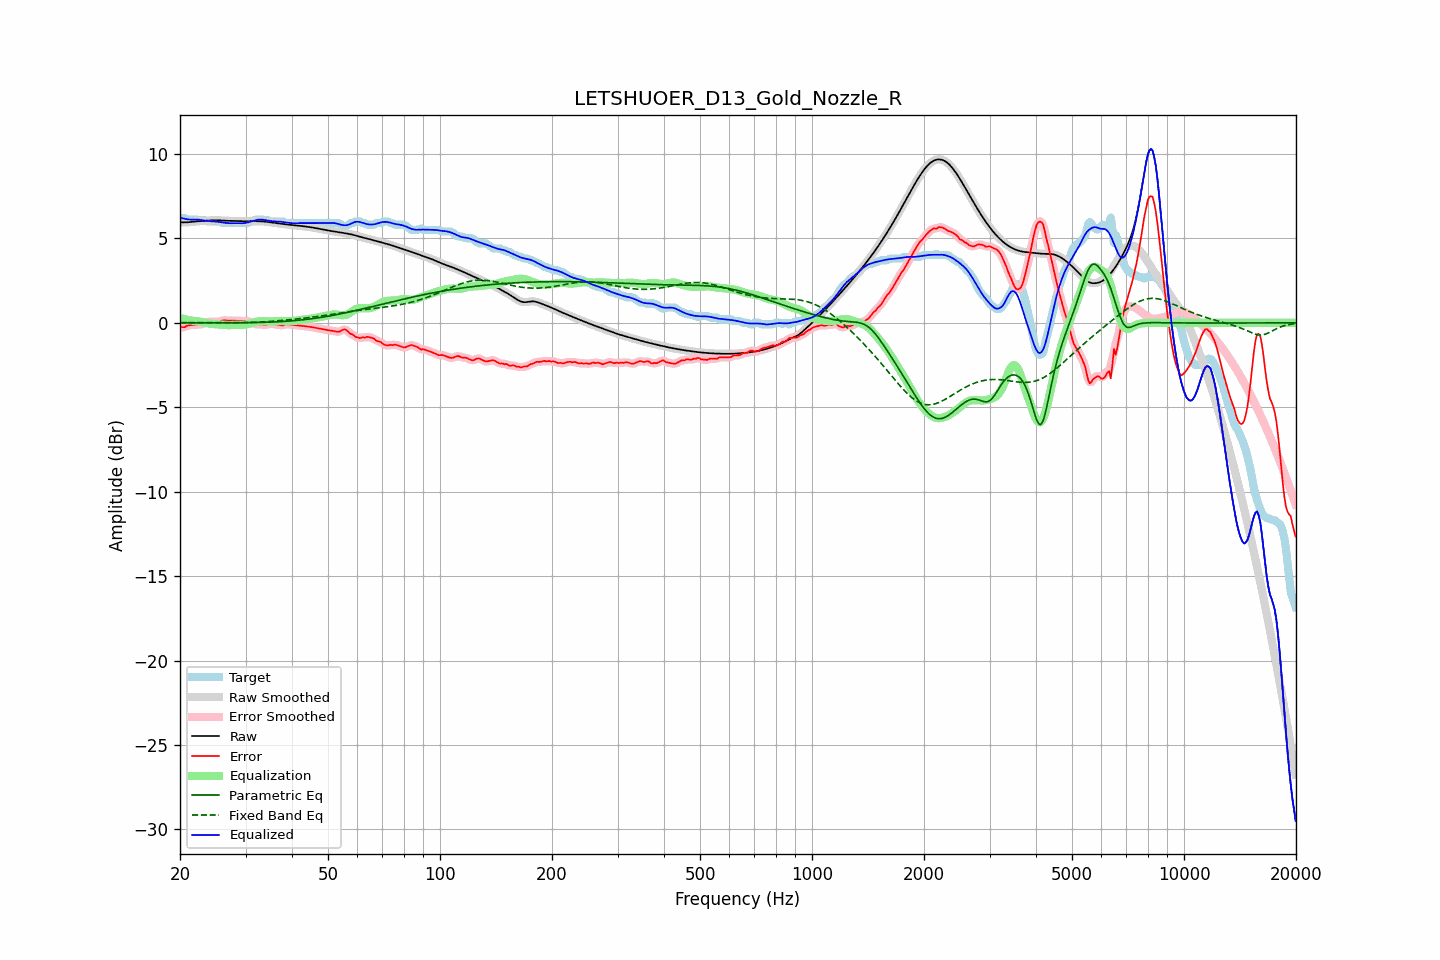 LETSHUOER_D13_Gold_Nozzle_R
Amplitude (dBr)
10
5
0
−5
−10
−15
−20
−25
−30
Target
Raw Smoothed
Error Smoothed
Raw
Error
Equalization
Parametric Eq
Fixed Band Eq
Equalized
20 50 100 200 500 1000 2000 5000 10000 20000
Frequency (Hz)